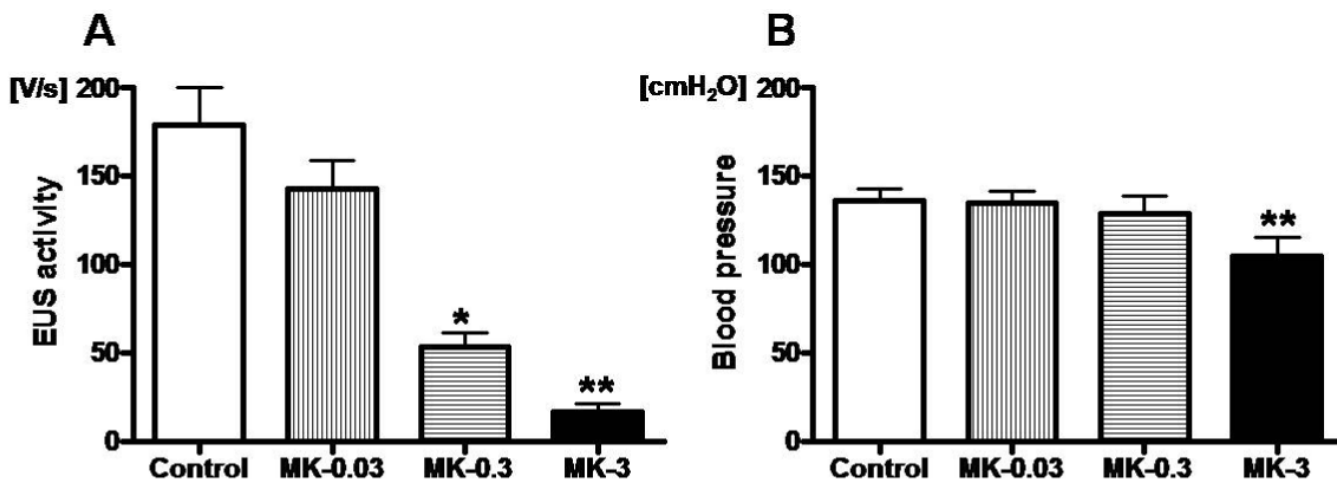 A
[V/s] 200
150
100
50
0
EUS activity
*
**
Control MK-0.03 MK-0.3 MK-3
B
[cmH₂O] 200
150
100
50
0
Blood pressure
**
Control MK-0.03 MK-0.3 MK-3